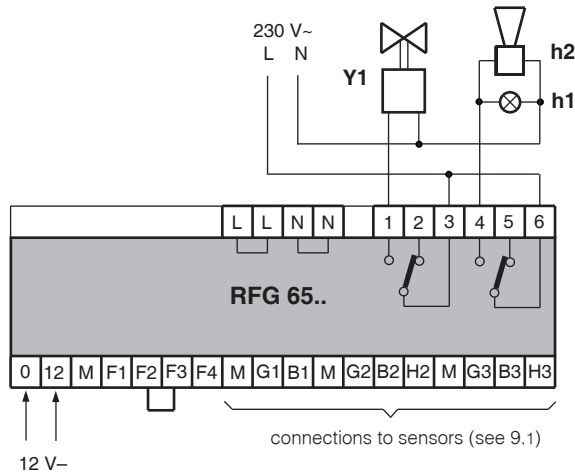 230 V~
L N
Y1
h2
h1
L L N N 1 2 3 4 5 6
RFG 65..
0 12 M F1 F2 F3 F4 M G1 B1 M G2 B2 H2 M G3 B3 H3
connections to sensors (see 9.1)
12 V–